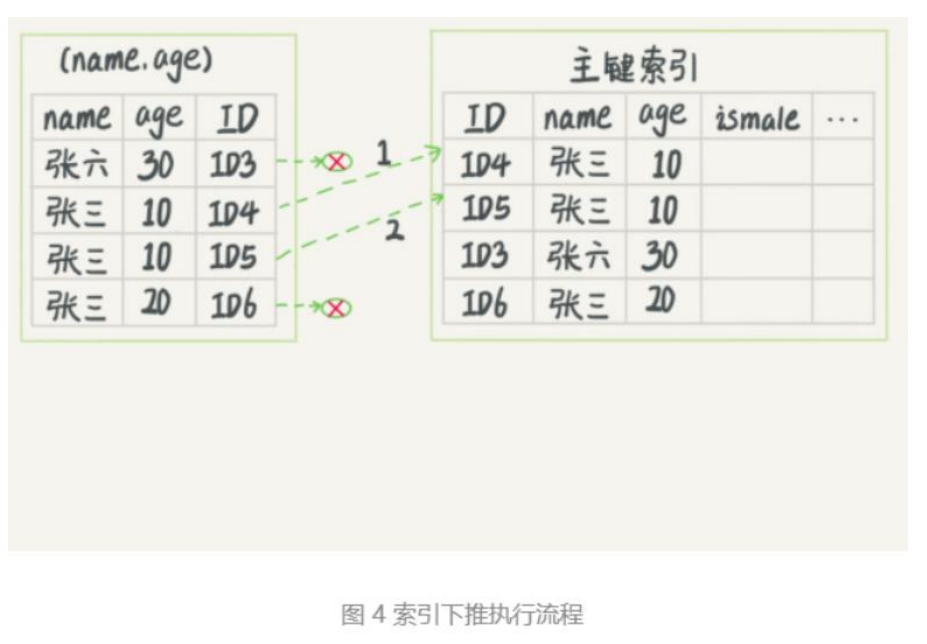 (name.age)
name age ID
张六 30 ID3
张三 10 ID4
张三 10 ID5
张三 20 ID6
1
2
主键索引
ID name age ismale ...
ID4 张三 10
ID5 张三 10
ID3 张六 30
ID6 张三 20
图 4 索引下推执行流程